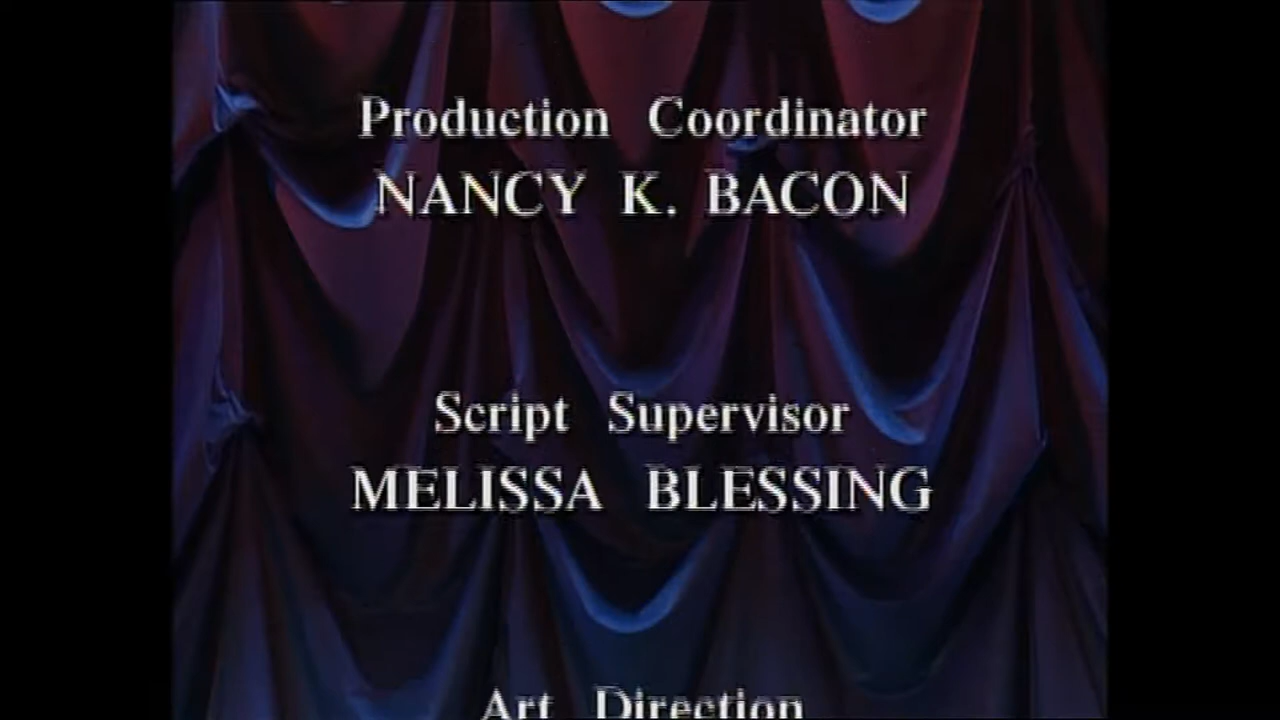 Production Coordinator
NANCY K. BACON
Script Supervisor
MELISSA BLESSING
Art Direction